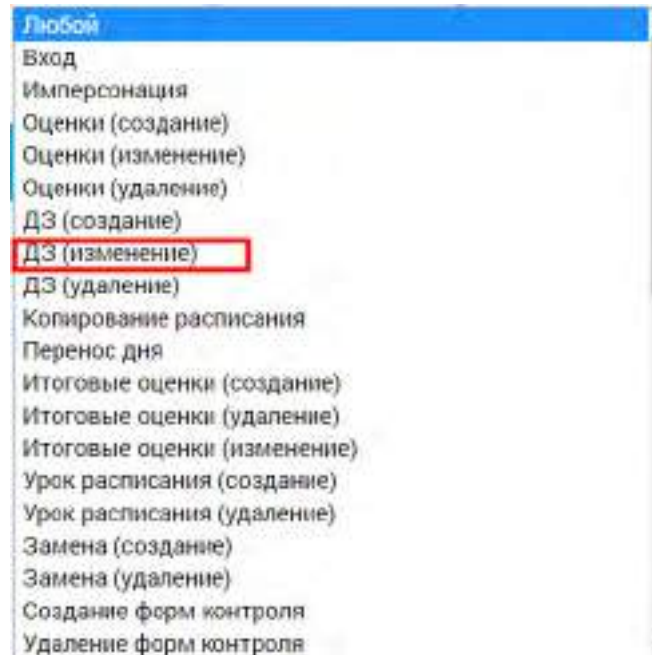 Любой
Вход
Имперсонация
Оценки (создание)
Оценки (изменение)
Оценки (удаление)
ДЗ (создание)
ДЗ (изменение)
ДЗ (удаление)
Копирование расписания
Перенос дня
Итоговые оценки (создание)
Итоговые оценки (удаление)
Итоговые оценки (изменение)
Урок расписания (создание)
Урок расписания (удаление)
Замена (создание)
Замена (удаление)
Создание форм контроля
Удаление форм контроля